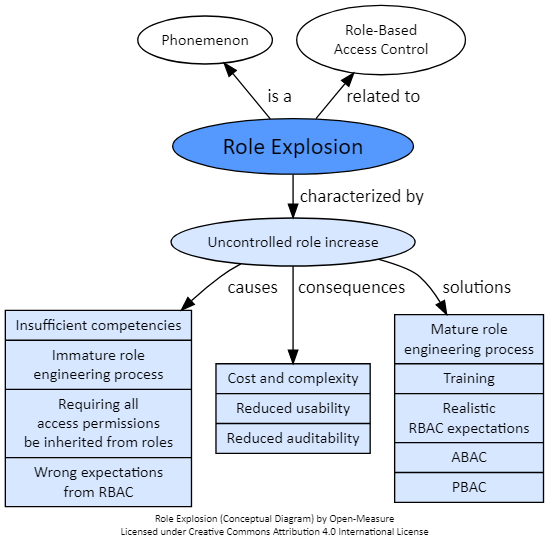 Phonemenon
Role-Based
Access Control
is a
related to
Role Explosion
characterized by
Uncontrolled role increase
causes
consequences
solutions
Insufficient competencies
Immature role
engineering process
Requiring all
access permissions
be inherited from roles
Wrong expectations
from RBAC
Cost and complexity
Reduced usability
Reduced auditability
Mature role
engineering process
Training
Realistic
RBAC expectations
ABAC
PBAC
Role Explosion (Conceptual Diagram) by Open-Measure
Licensed under Creative Commons Attribution 4.0 International License